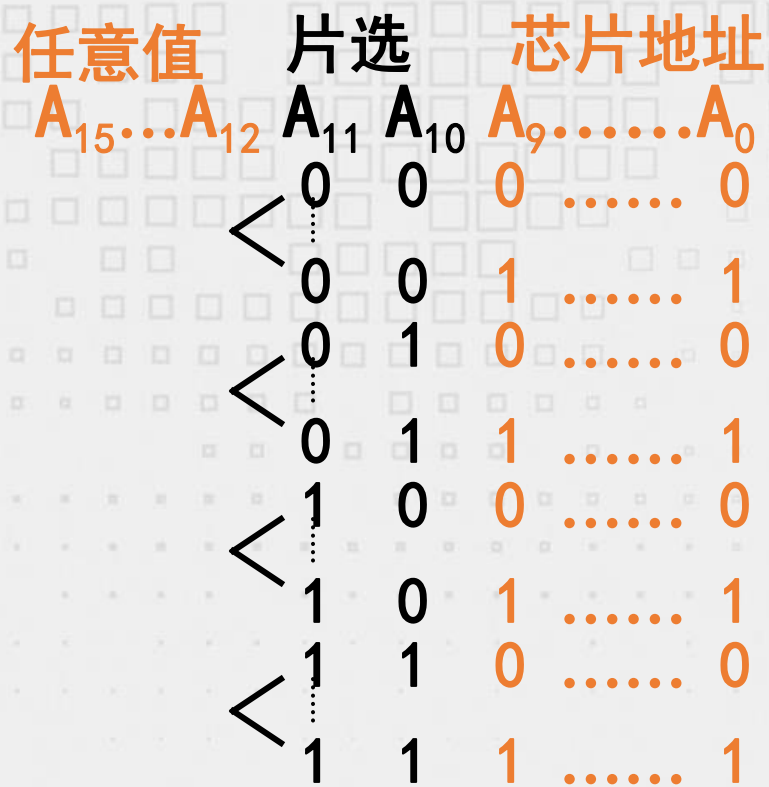 任意值 片选 芯片地址
A15...A12 A11 A10 A9......A0
0 0 0 ...... 0
0 0 1 ...... 1
0 1 0 ...... 0
0 1 1 ...... 1
1 0 0 ...... 0
1 0 1 ...... 1
1 1 0 ...... 0
1 1 1 ...... 1